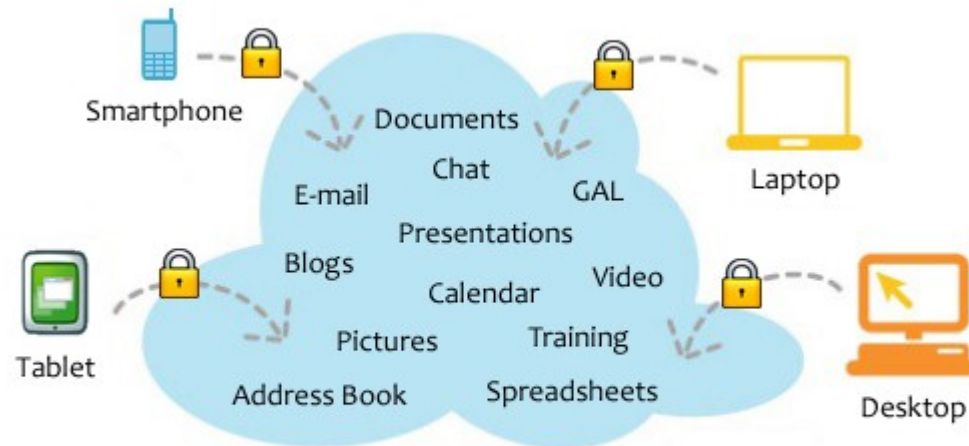 Smartphone
Documents
Chat
E-mail
GAL
Laptop
Presentations
Blogs
Video
Calendar
Pictures
Training
Tablet
Address Book
Spreadsheets
Desktop